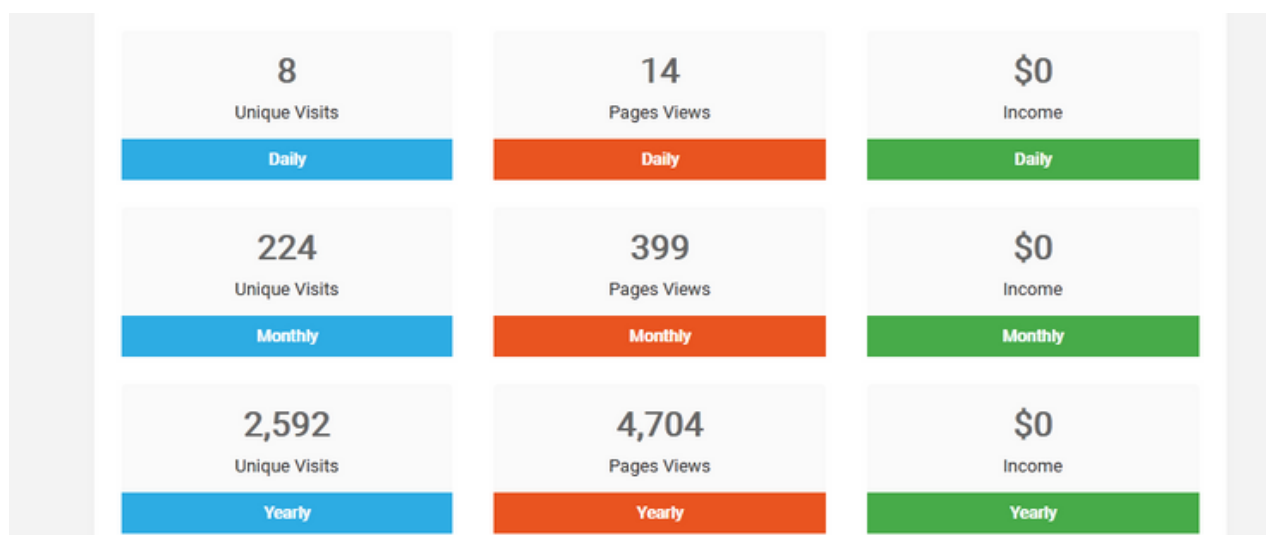 8 14 $0
Unique Visits Pages Views Income
Daily Daily Daily
224 399 $0
Unique Visits Pages Views Income
Monthly Monthly Monthly
2,592 4,704 $0
Unique Visits Pages Views Income
Yearly Yearly Yearly